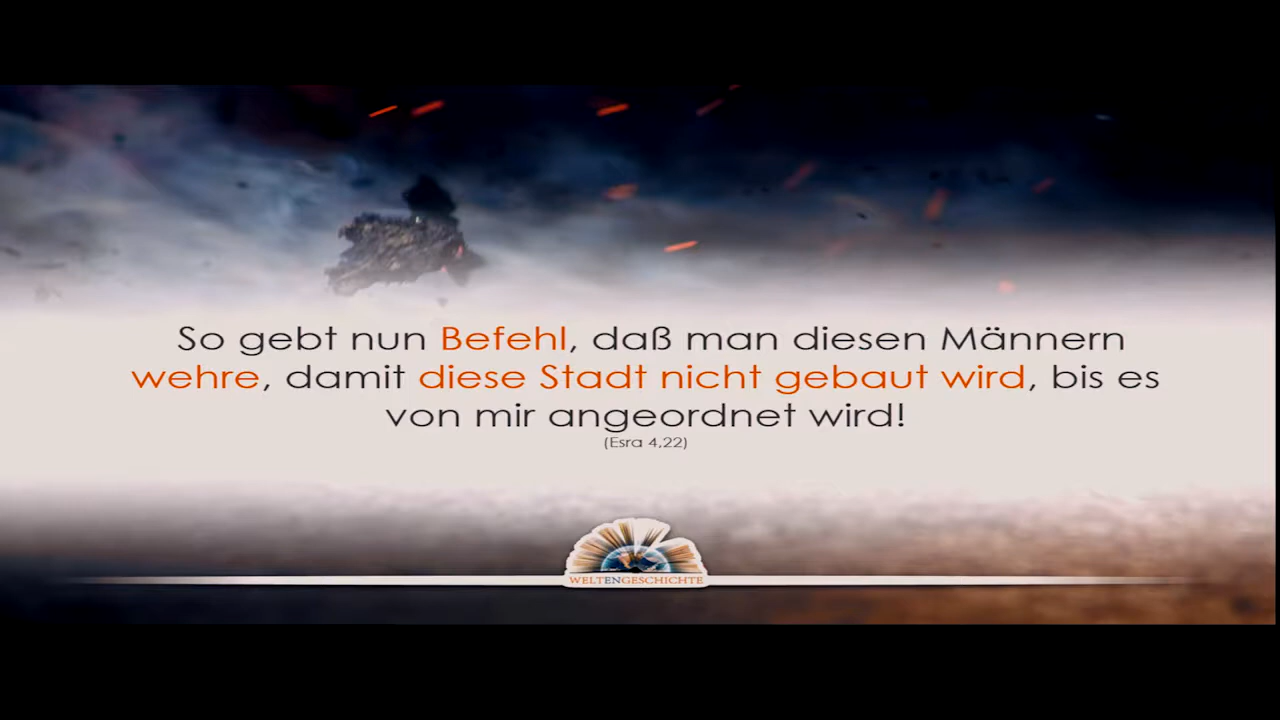 So gebt nun Befehl, daß man diesen Männern
wehre, damit diese Stadt nicht gebaut wird, bis es
von mir angeordnet wird!
(Esra 4,22)
WELTENGESCHICHTE